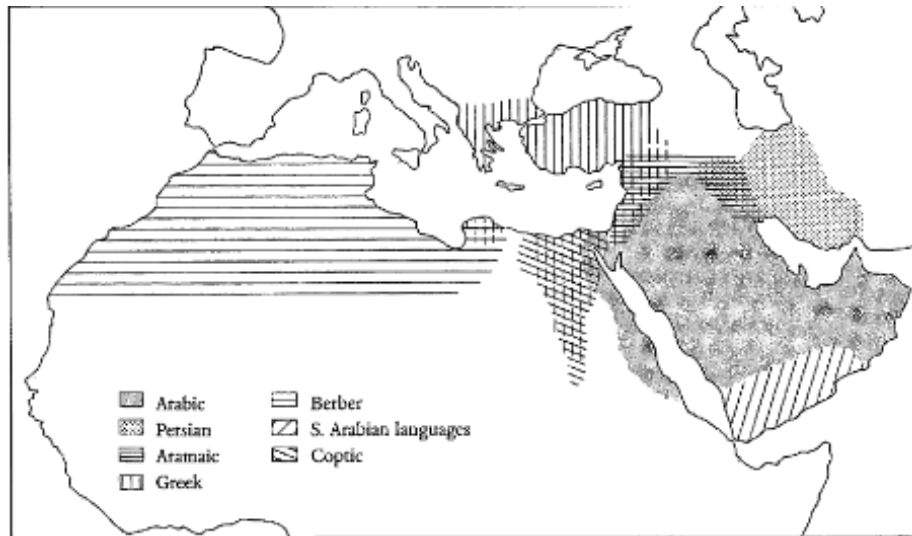 Arabic
Persian
Aramaic
Greek
Berber
S. Arabian languages
Coptic